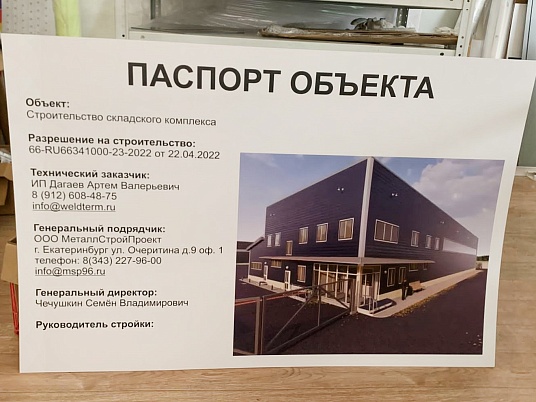 ПАСПОРТ ОБЪЕКТА
Объект:
Строительство складского комплекса
Разрешение на строительство:
66-RU66341000-23-2022 от 22.04.2022
Технический заказчик:
ИП Дагаев Артем Валерьевич
8 (912) 608-48-75
info@weldterm.ru
Генеральный подрядчик:
ООО МеталлСтройПроект
г. Екатеринбург ул. Очеритина д.9 оф. 1
телефон: 8(343) 227-96-00
info@msp96.ru
Генеральный директор:
Чечушкин Семён Владимирович
Руководитель стройки: